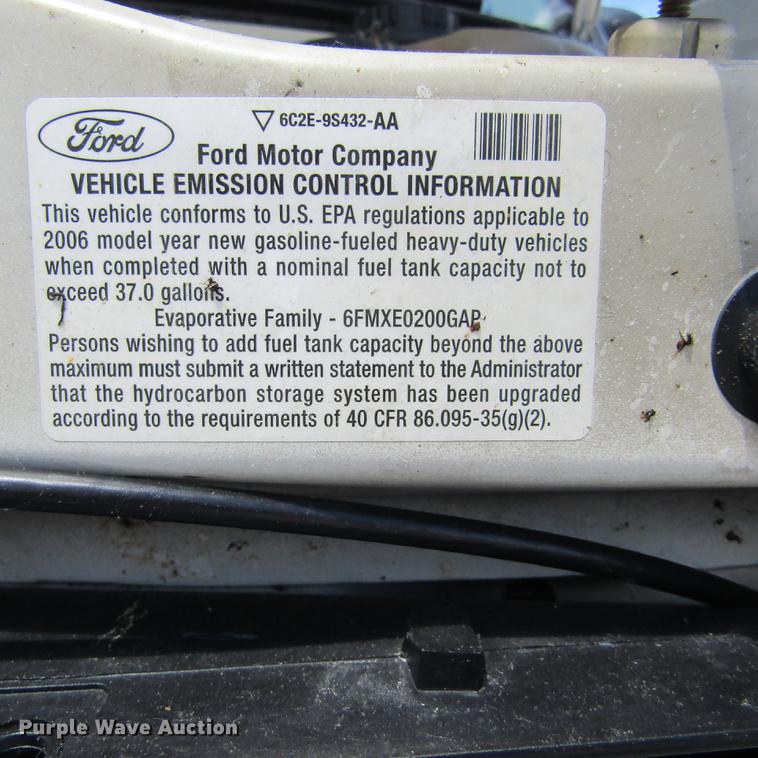 Ford
6C2E-9S432-AA
Ford Motor Company
VEHICLE EMISSION CONTROL INFORMATION
This vehicle conforms to U.S. EPA regulations applicable to
2006 model year new gasoline-fueled heavy-duty vehicles
when completed with a nominal fuel tank capacity not to
exceed 37.0 gallons.
Evaporative Family - 6FMXE0200GAP
Persons wishing to add fuel tank capacity beyond the above
maximum must submit a written statement to the Administrator
that the hydrocarbon storage system has been upgraded
according to the requirements of 40 CFR 86.095-35(g)(2).
Purple Wave Auction